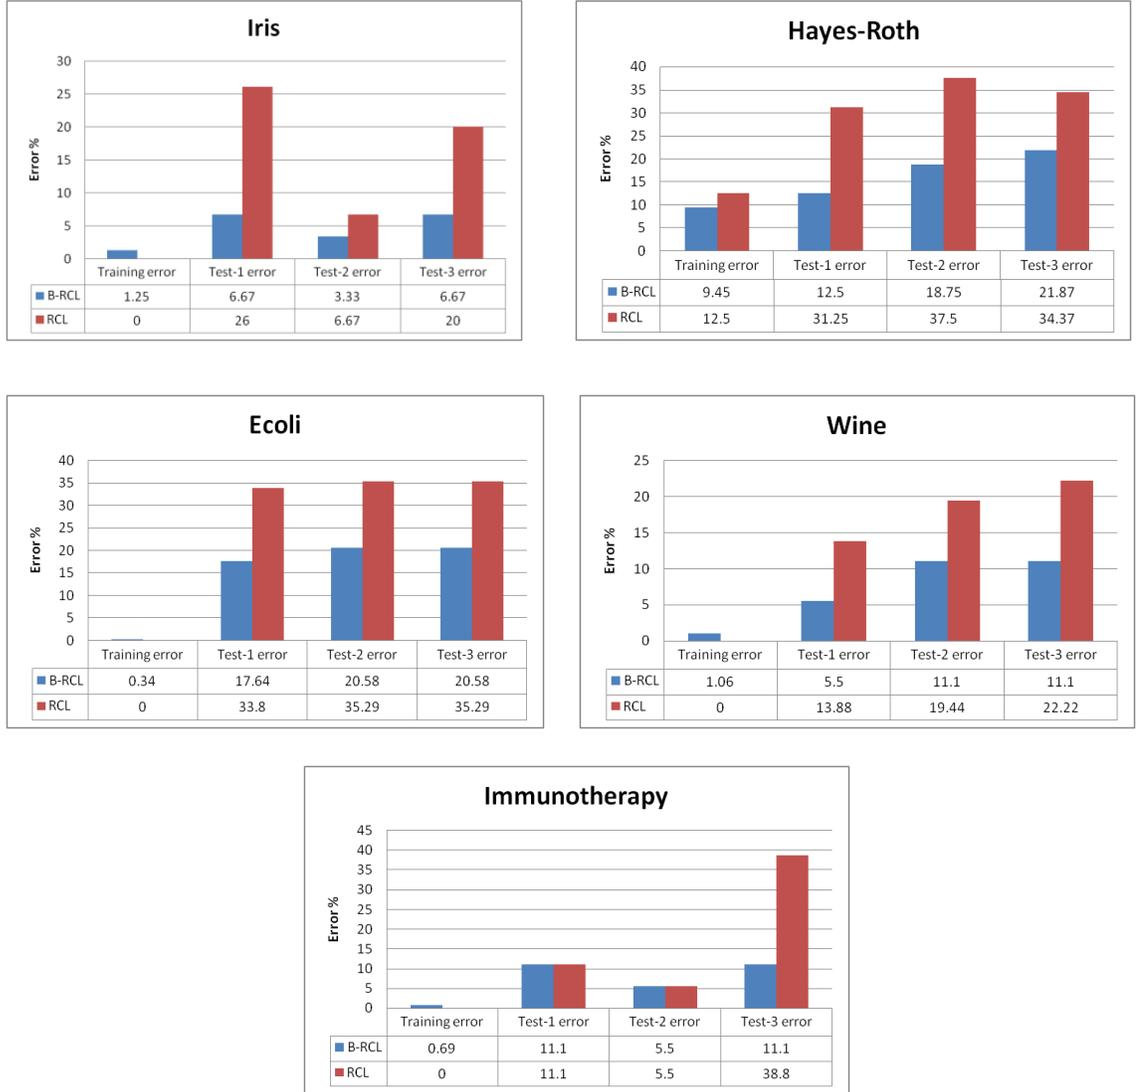 Iris
30
25
20
15
10
5
0
Error %
Training error Test-1 error Test-2 error Test-3 error
B-RCL 1.25 6.67 3.33 6.67
RCL 0 26 6.67 20
Hayes-Roth
40
35
30
25
20
15
10
5
0
Error %
Training error Test-1 error Test-2 error Test-3 error
B-RCL 9.45 12.5 18.75 21.87
RCL 12.5 31.25 37.5 34.37
Ecoli
40
35
30
25
20
15
10
5
0
Error %
Training error Test-1 error Test-2 error Test-3 error
B-RCL 0.34 17.64 20.58 20.58
RCL 0 33.8 35.29 35.29
Wine
25
20
15
10
5
0
Error %
Training error Test-1 error Test-2 error Test-3 error
B-RCL 1.06 5.5 11.1 11.1
RCL 0 13.88 19.44 22.22
Immunotherapy
45
40
35
30
25
20
15
10
5
0
Error %
Training error Test-1 error Test-2 error Test-3 error
B-RCL 0.69 11.1 5.5 11.1
RCL 0 11.1 5.5 38.8